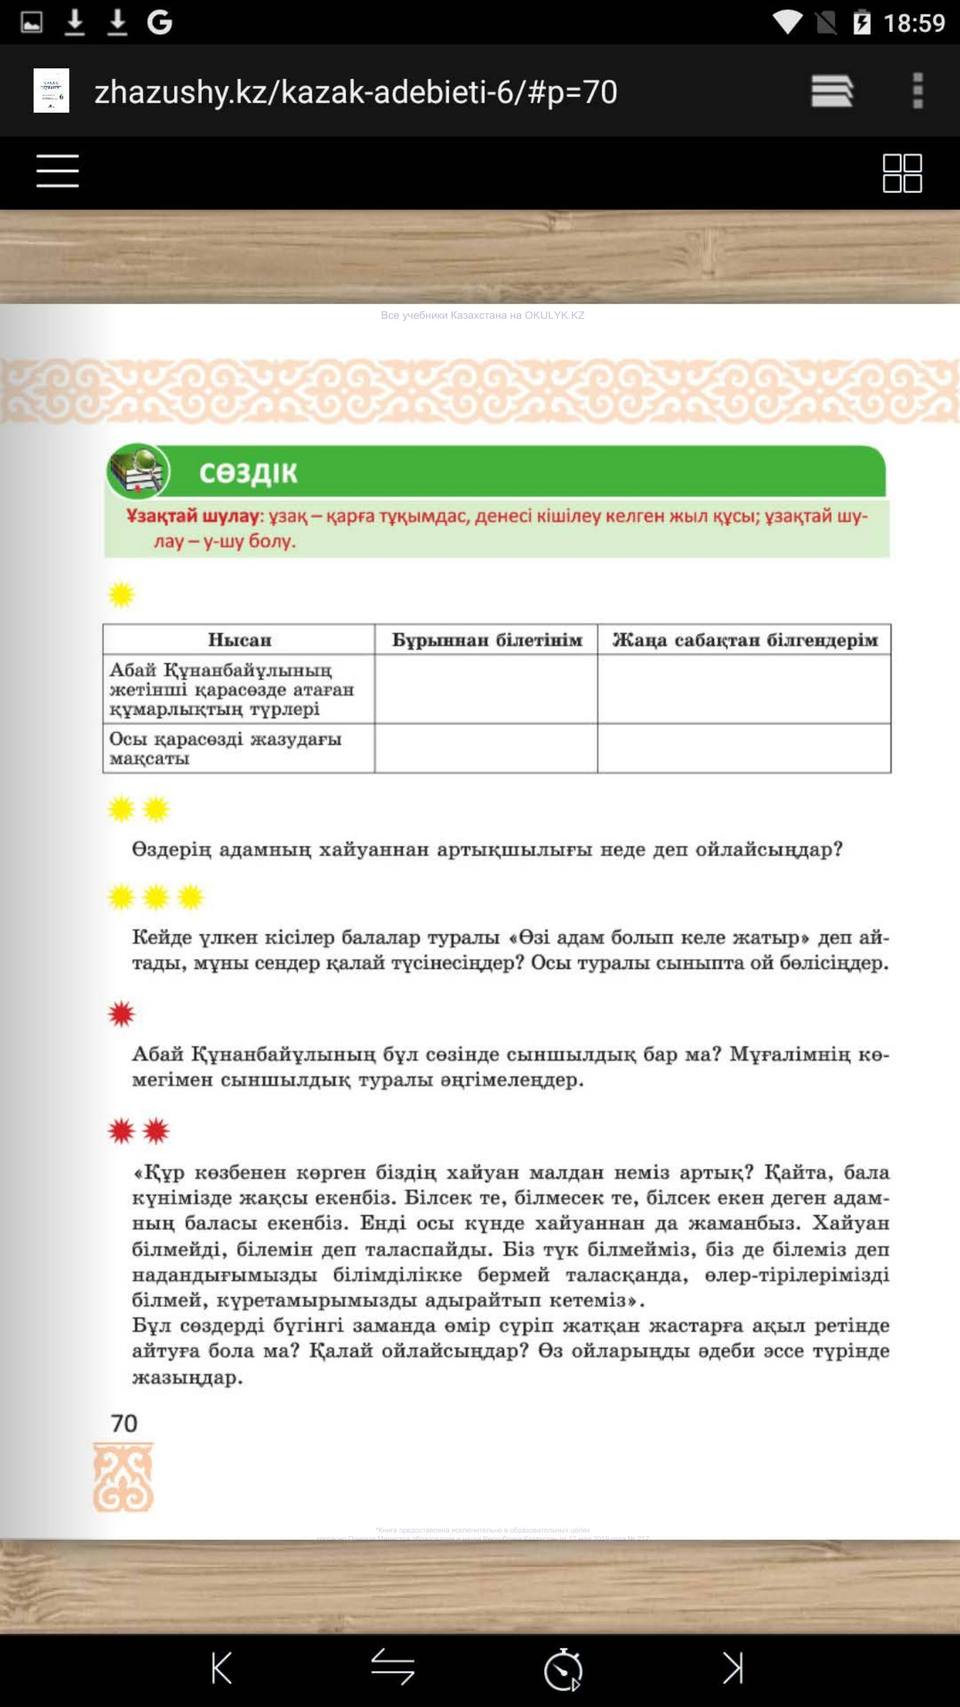 18:59
zhazushy.kz/kazak-adebieti-6/#p=70
Все учебники Казахстана на OKULYK.KZ
СӨЗДІК
Ұзақтай шулау: ұзақ – қарға тұқымдас, денесі кішілеу келген жыл құсы; ұзақтай шу-
лау – у-шу болу.
Нысан Бұрыннан білетінім Жаңа сабақтан білгендерім
Абай Құнанбайұлының
жетінші қарасөзде атаған
құмарлықтың түрлері
Осы қарасөзді жазудағы
мақсаты
Өздерің адамның хайуаннан артықшылығы неде деп ойлайсыңдар?
Кейде үлкен кісілер балалар туралы «Өзі адам болып келе жатыр» деп ай-
тады, мұны сендер қалай түсінесіңдер? Осы туралы сыныпта ой бөлісіңдер.
Абай Құнанбайұлының бұл сөзінде сыншылдық бар ма? Мұғалімнің кө-
мегімен сыншылдық туралы әңгімелеңдер.
«Құр көзбенен көрген біздің хайуан малдан неміз артық? Қайта, бала
күнімізде жақсы екенбіз. Білсек те, білмесек те, білсек екен деген адам-
ның баласы екенбіз. Енді осы күнде хайуаннан да жаманбыз. Хайуан
білмейді, білемін деп таласпайды. Біз түк білмейміз, біз де білеміз деп
надандығымызды білімділікке бермей таласқанда, өлер-тірілерімізді
білмей, күретамырымызды адырайтып кетеміз».
Бұл сөздерді бүгінгі заманда өмір сүріп жатқан жастарға ақыл ретінде
айтуға бола ма? Қалай ойлайсыңдар? Өз ойларыңды әдеби эссе түрінде
жазыңдар.
70
*Книга предоставлена исключительно в образовательных целях